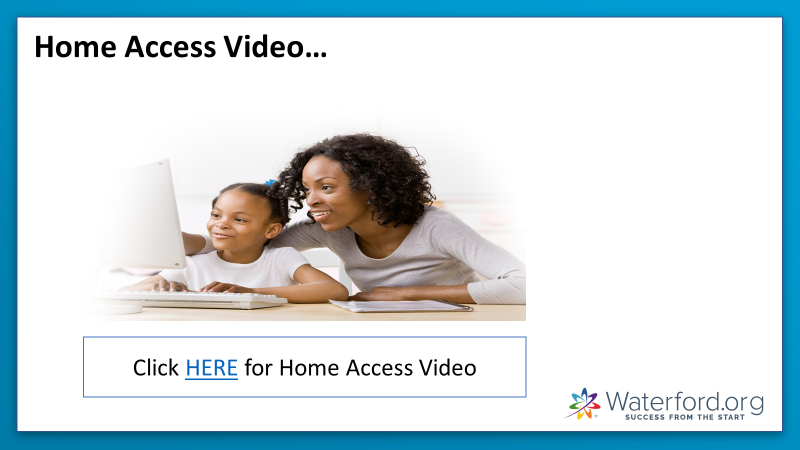 Home Access Video…
Click HERE for Home Access Video
Waterford.org
SUCCESS FROM THE START